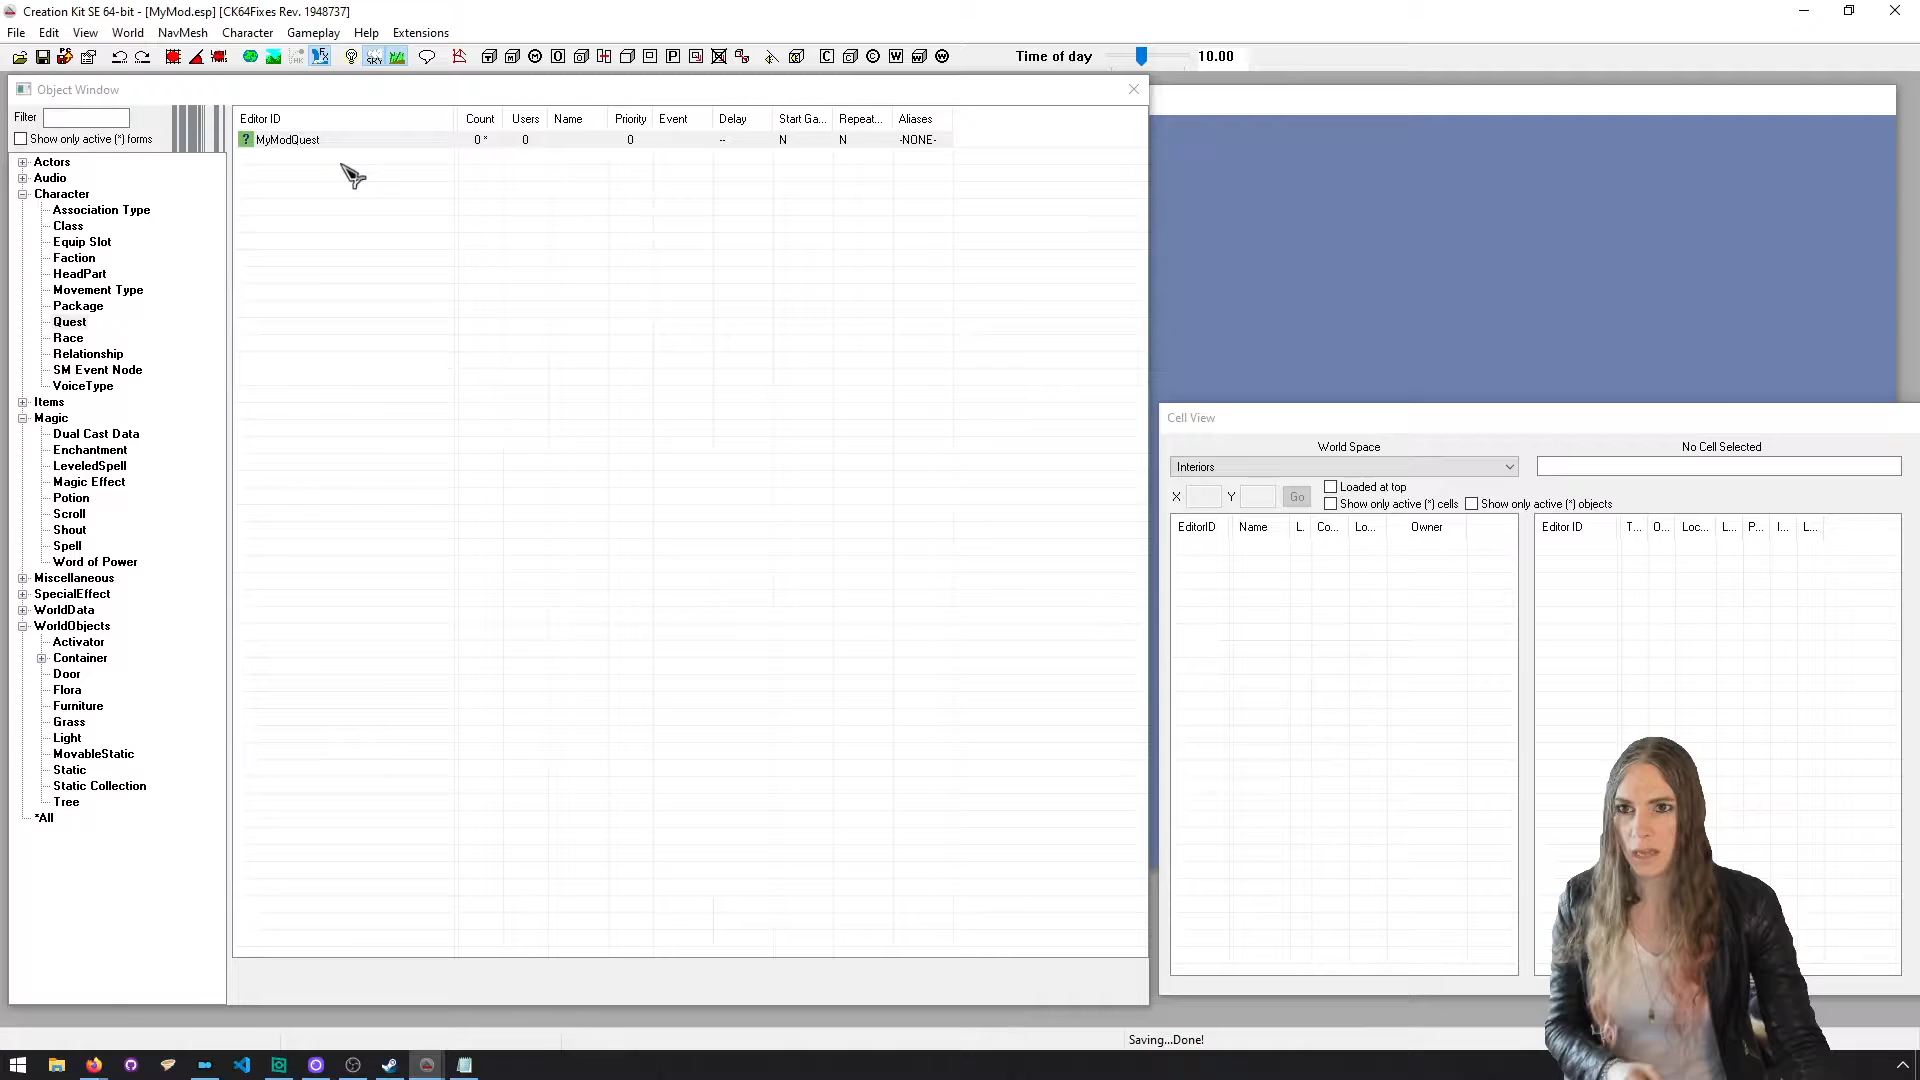 Creation Kit SE 64-bit - [MyMod.esp] [CK64Fixes Rev. 1948737]
File Edit View World NavMesh Character Gameplay Help Extensions
Time of day 10.00
Object Window
Filter
Show only active (*) forms
Editor ID Count Users Name Priority Event Delay Start Ga... Repeat... Aliases
MyModQuest 0 * 0 0 -- N N -NONE-
Actors
Audio
Character
Association Type
Class
Equip Slot
Faction
HeadPart
Movement Type
Package
Quest
Race
Relationship
SM Event Node
VoiceType
Items
Magic
Dual Cast Data
Enchantment
LeveledSpell
Magic Effect
Potion
Scroll
Shout
Spell
Word of Power
Miscellaneous
SpecialEffect
WorldData
WorldObjects
Activator
Container
Door
Flora
Furniture
Grass
Light
MovableStatic
Static
Static Collection
Tree
*All
Cell View
World Space
No Cell Selected
Interiors
X Y Go
Loaded at top
Show only active (*) cells
Show only active (*) objects
EditorID Name L. Co... Lo... Owner
Editor ID T... O... Loc... L... P... I... L...
Saving...Done!